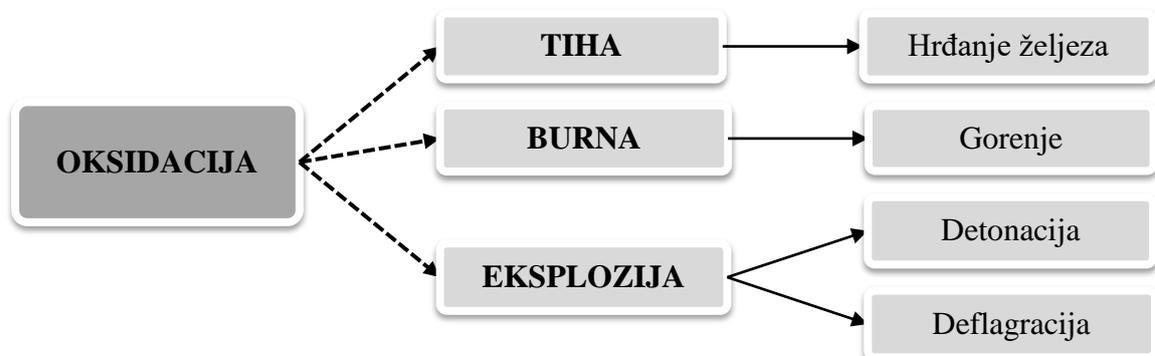 OKSIDACIJA
TIHA
Hrđanje željeza
BURNA
Gorenje
EKSPLOZIJA
Detonacija
Deflagracija